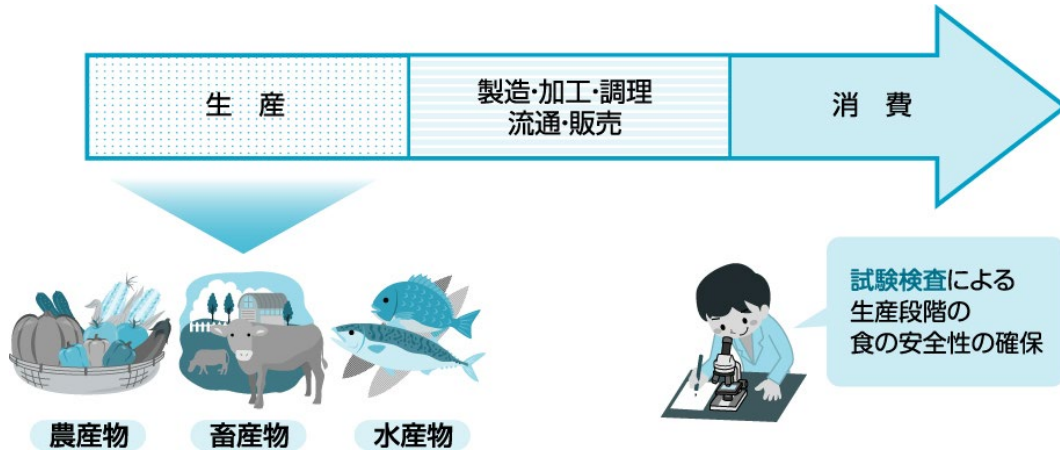 生　産
製造・加工・調理
流通・販売
消　費
農産物
畜産物
水産物
試験検査による
生産段階の
食の安全性の確保